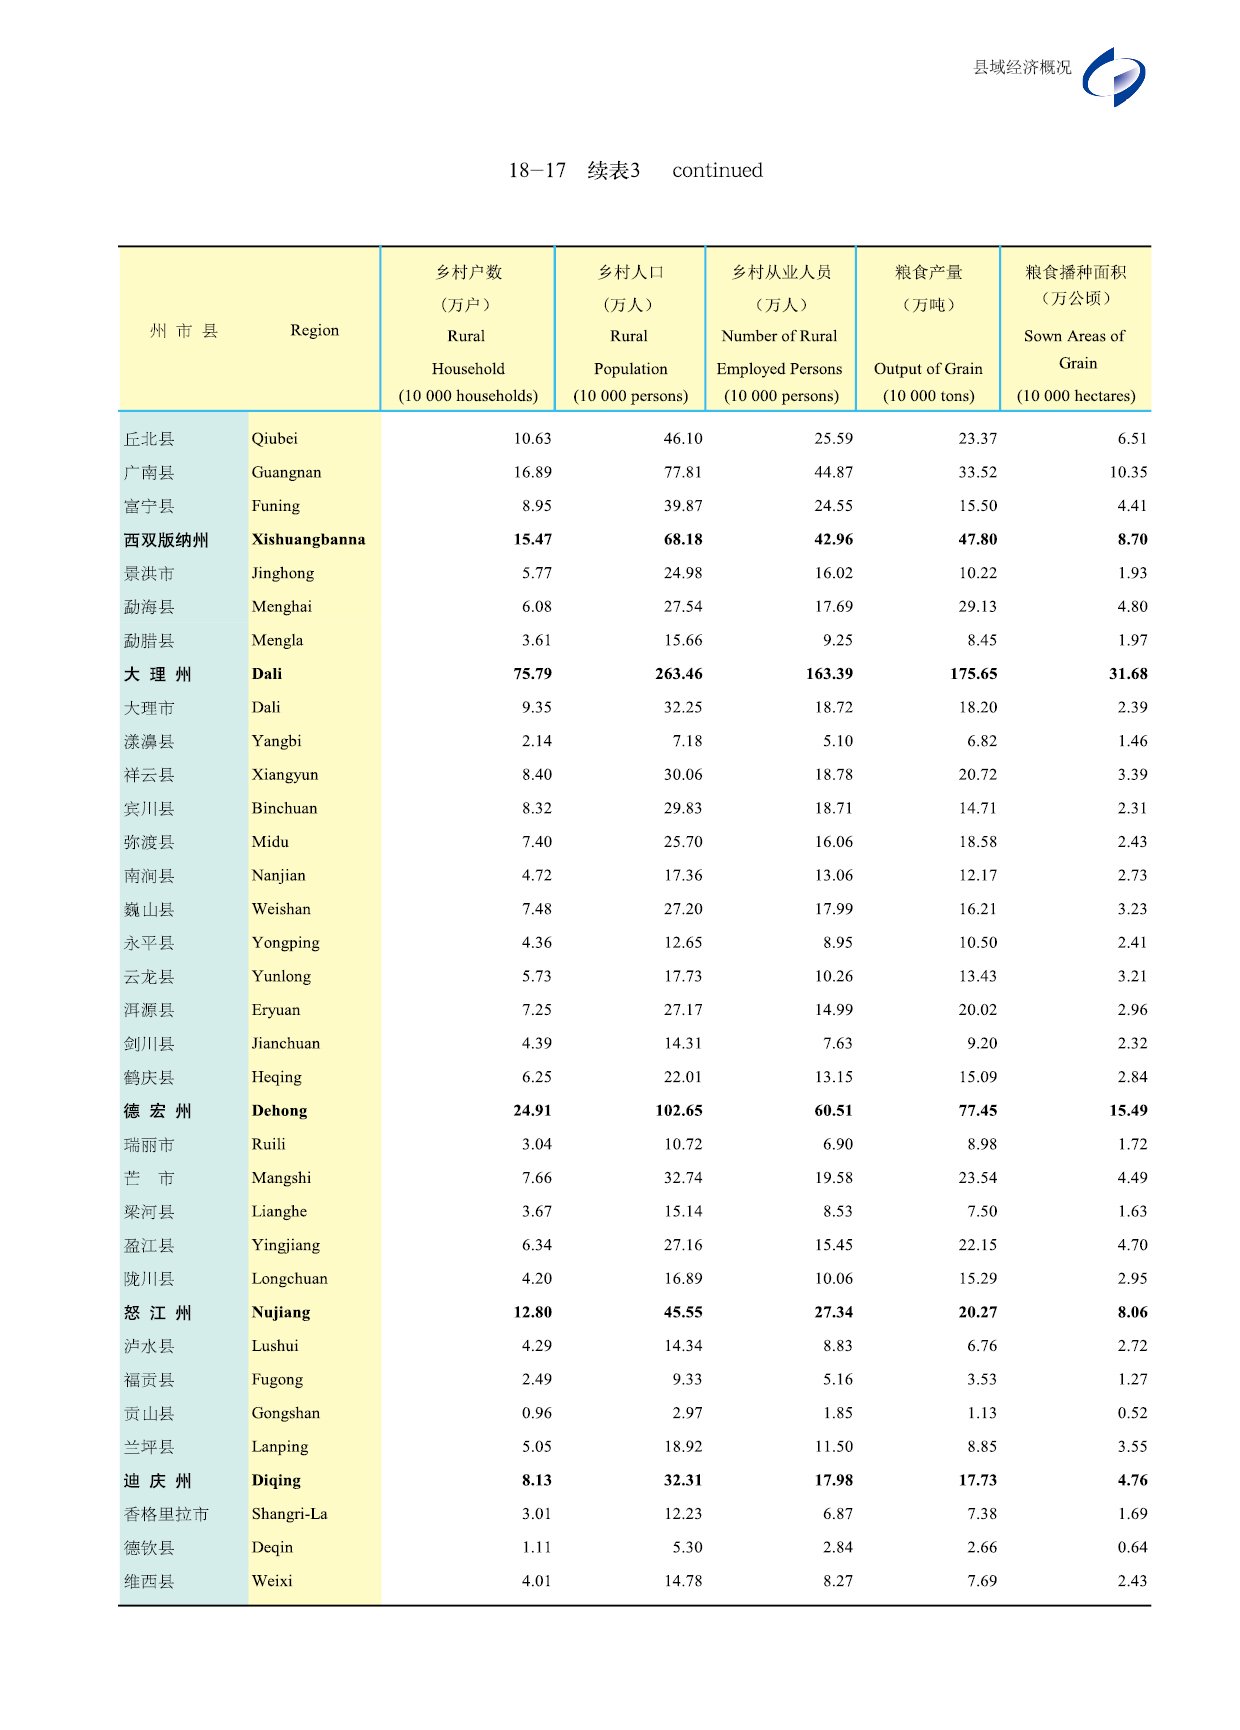 县域经济概况
18—17 续表3 continued
州 市 县 Region 乡村户数 (万户) Rural Household (10 000 households) 乡村人口 (万人) Rural Population (10 000 persons) 乡村从业人员 (万人) Number of Rural Employed Persons (10 000 persons) 粮食产量 (万吨) Output of Grain (10 000 tons) 粮食播种面积 (万公顷) Sown Areas of Grain (10 000 hectares)
丘北县 Qiubei 10.63 46.10 25.59 23.37 6.51
广南县 Guangnan 16.89 77.81 44.87 33.52 10.35
富宁县 Funing 8.95 39.87 24.55 15.50 4.41
西双版纳州 Xishuangbanna 15.47 68.18 42.96 47.80 8.70
景洪市 Jinghong 5.77 24.98 16.02 10.22 1.93
勐海县 Menghai 6.08 27.54 17.69 29.13 4.80
勐腊县 Mengla 3.61 15.66 9.25 8.45 1.97
大 理 州 Dali 75.79 263.46 163.39 175.65 31.68
大理市 Dali 9.35 32.25 18.72 18.20 2.39
漾濞县 Yangbi 2.14 7.18 5.10 6.82 1.46
祥云县 Xiangyun 8.40 30.06 18.78 20.72 3.39
宾川县 Binchuan 8.32 29.83 18.71 14.71 2.31
弥渡县 Midu 7.40 25.70 16.06 18.58 2.43
南涧县 Nanjian 4.72 17.36 13.06 12.17 2.73
巍山县 Weishan 7.48 27.20 17.99 16.21 3.23
永平县 Yongping 4.36 12.65 8.95 10.50 2.41
云龙县 Yunlong 5.73 17.73 10.26 13.43 3.21
洱源县 Eryuan 7.25 27.17 14.99 20.02 2.96
剑川县 Jianchuan 4.39 14.31 7.63 9.20 2.32
鹤庆县 Heqing 6.25 22.01 13.15 15.09 2.84
德 宏 州 Dehong 24.91 102.65 60.51 77.45 15.49
瑞丽市 Ruili 3.04 10.72 6.90 8.98 1.72
芒 市 Mangshi 7.66 32.74 19.58 23.54 4.49
梁河县 Lianghe 3.67 15.14 8.53 7.50 1.63
盈江县 Yingjiang 6.34 27.16 15.45 22.15 4.70
陇川县 Longchuan 4.20 16.89 10.06 15.29 2.95
怒 江 州 Nujiang 12.80 45.55 27.34 20.27 8.06
泸水县 Lushui 4.29 14.34 8.83 6.76 2.72
福贡县 Fugong 2.49 9.33 5.16 3.53 1.27
贡山县 Gongshan 0.96 2.97 1.85 1.13 0.52
兰坪县 Lanping 5.05 18.92 11.50 8.85 3.55
迪 庆 州 Diqing 8.13 32.31 17.98 17.73 4.76
香格里拉市 Shangri-La 3.01 12.23 6.87 7.38 1.69
德钦县 Deqin 1.11 5.30 2.84 2.66 0.64
维西县 Weixi 4.01 14.78 8.27 7.69 2.43